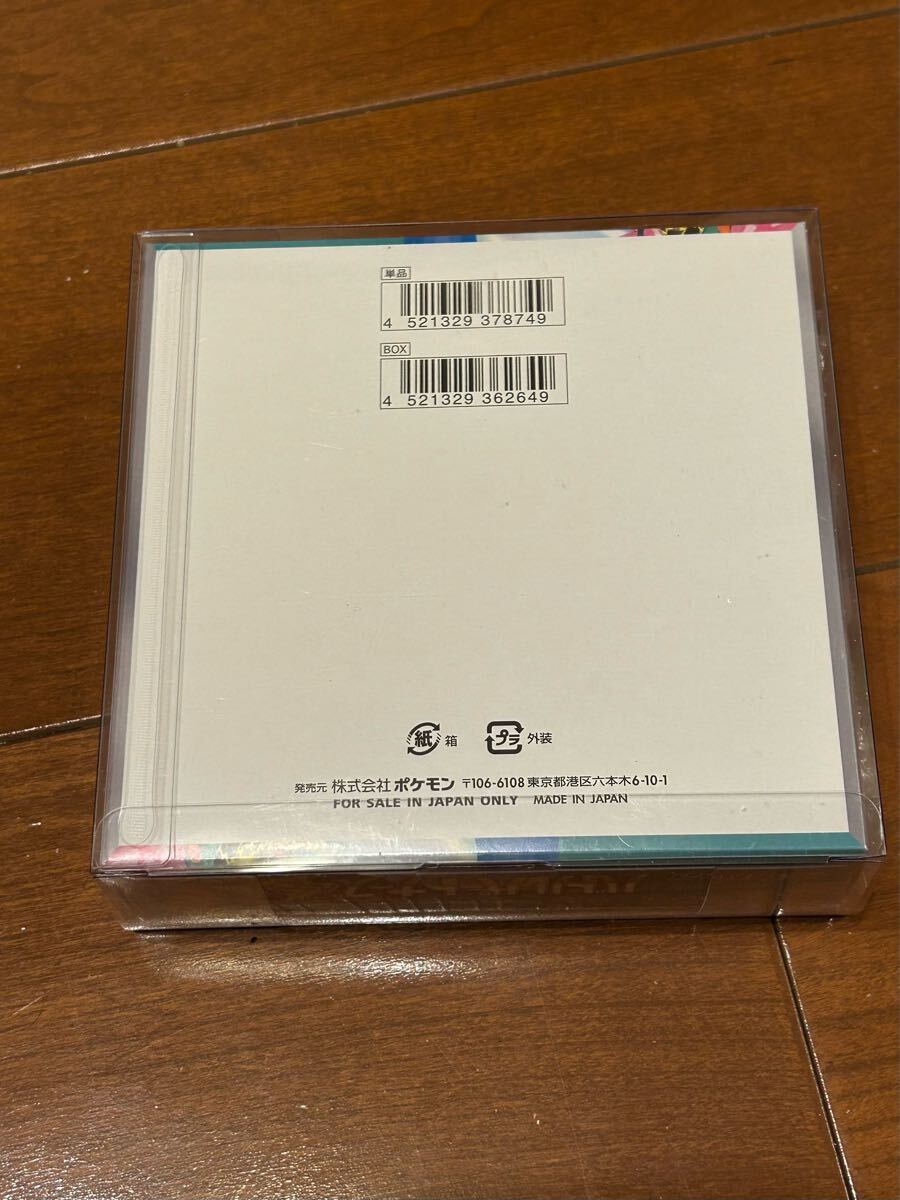 単品
4 521329 378749
BOX
4 521329 362649
紙 箱 プラ 外装
発売元 株式会社 ポケモン 〒106-6108 東京都港区六本木6-10-1
FOR SALE IN JAPAN ONLY MADE IN JAPAN